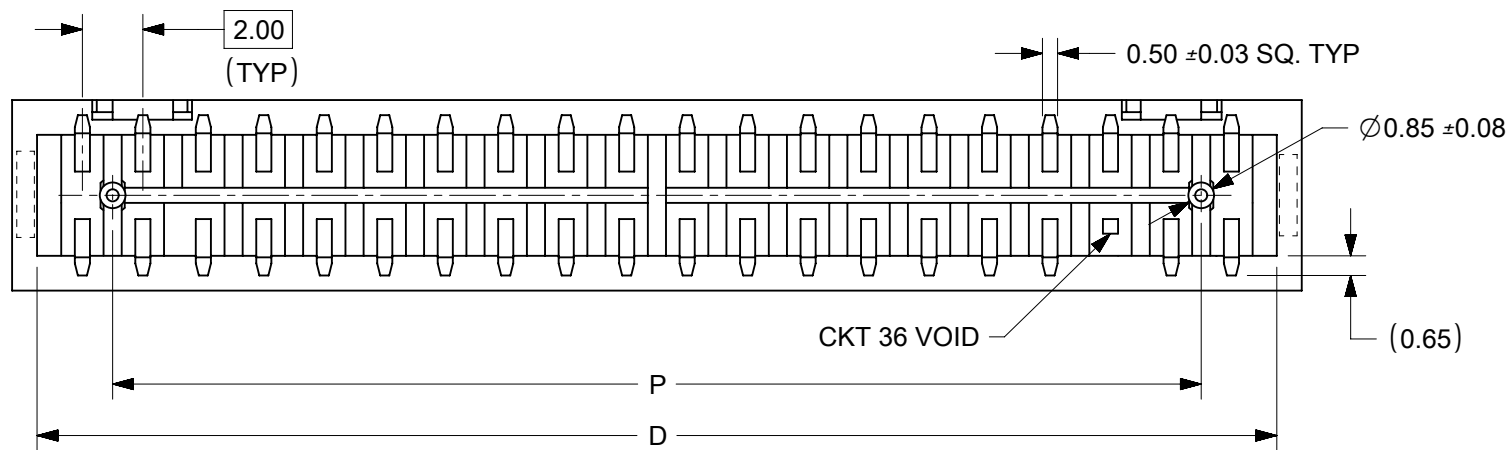 2.00
(TYP)
0.50 ±0.03 SQ. TYP
∅0.85 ±0.08
CKT 36 VOID
(0.65)
P
D